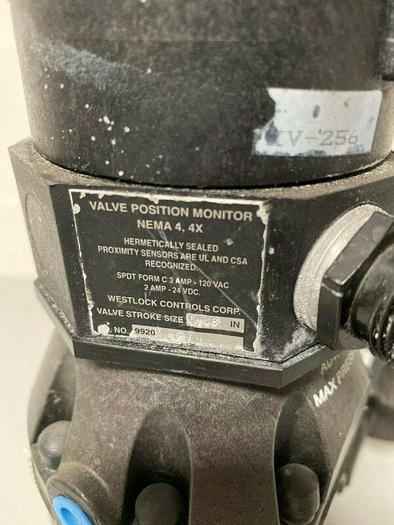 XV-256
VALVE POSITION MONITOR
NEMA 4, 4X
HERMETICALLY SEALED
PROXIMITY SENSORS ARE UL AND CSA
RECOGNIZED.
SPDT FORM C 3 AMP - 120 VAC
2 AMP - 24 VDC.
WESTLOCK CONTROLS CORP.
VALVE STROKE SIZE IN
NO. 9920
MAX